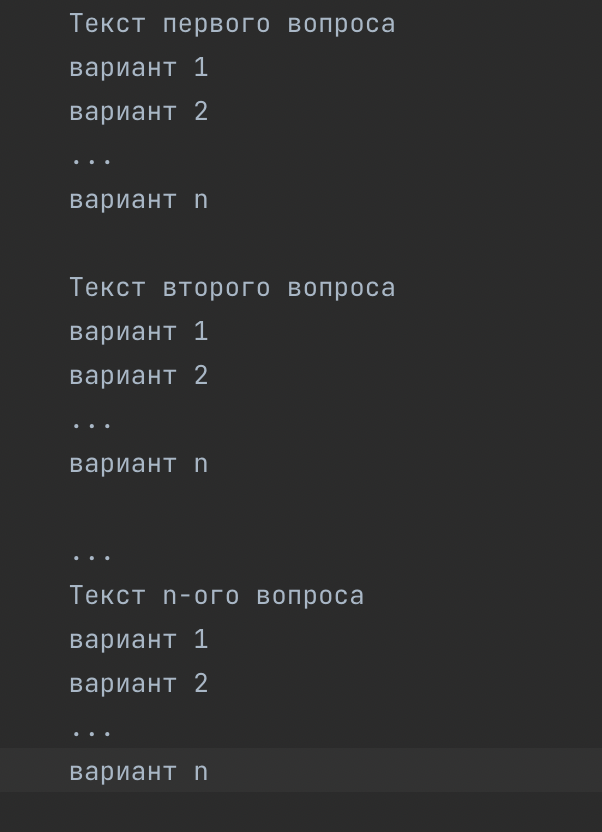 Текст первого вопроса
вариант 1
вариант 2
...
вариант n
Текст второго вопроса
вариант 1
вариант 2
...
вариант n
...
Текст n-ого вопроса
вариант 1
вариант 2
...
вариант n